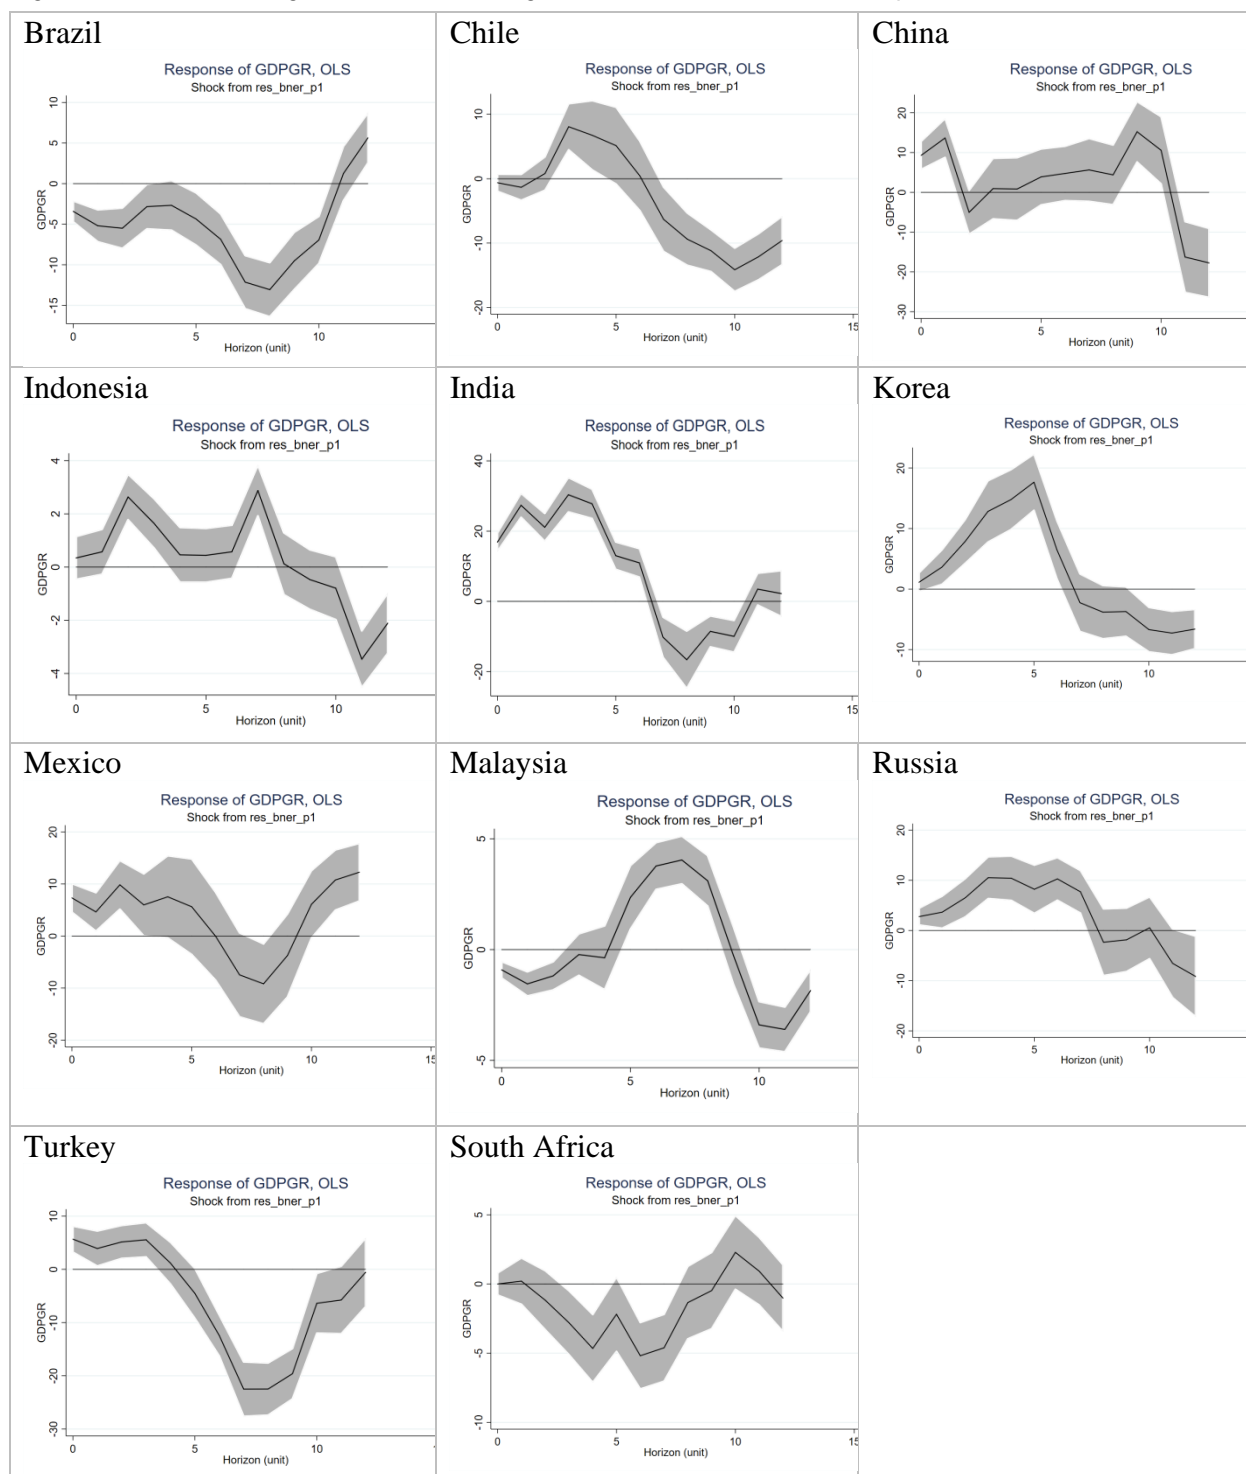 Brazil
Response of GDPGR, OLS
Shock from res_bner_p1
10
5
0
-5
-10
-15
GDPGR
0 5 10
Horizon (unit)
Chile
Response of GDPGR, OLS
Shock from res_bner_p1
10
0
-10
-20
GDPGR
0 5 10 15
Horizon (unit)
China
Response of GDPGR, OLS
Shock from res_bner_p1
20
10
0
-10
-20
-30
GDPGR
0 5 10
Horizon (unit)
Indonesia
Response of GDPGR, OLS
Shock from res_bner_p1
4
2
0
-2
-4
GDPGR
0 5 10
Horizon (unit)
India
Response of GDPGR, OLS
Shock from res_bner_p1
40
20
0
-20
GDPGR
0 5 10 15
Horizon (unit)
Korea
Response of GDPGR, OLS
Shock from res_bner_p1
20
10
0
-10
GDPGR
0 5 10
Horizon (unit)
Mexico
Response of GDPGR, OLS
Shock from res_bner_p1
20
10
0
-10
-20
GDPGR
0 5 10 15
Horizon (unit)
Malaysia
Response of GDPGR, OLS
Shock from res_bner_p1
5
0
-5
GDPGR
0 5 10
Horizon (unit)
Russia
Response of GDPGR, OLS
Shock from res_bner_p1
20
10
0
-10
-20
GDPGR
0 5 10
Horizon (unit)
Turkey
Response of GDPGR, OLS
Shock from res_bner_p1
10
0
-10
-20
-30
GDPGR
0 5 10
Horizon (unit)
South Africa
Response of GDPGR, OLS
Shock from res_bner_p1
5
0
-5
-10
GDPGR
0 5 10 15
Horizon (unit)